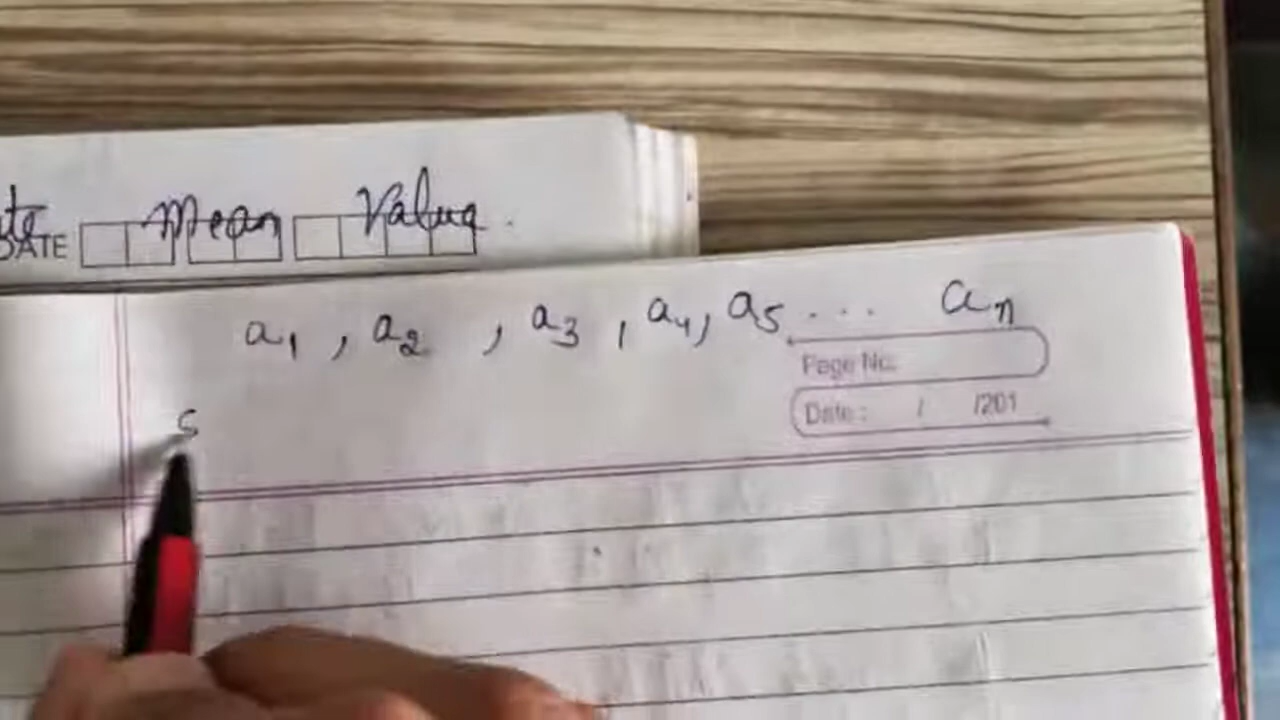 Mean Value.
DATE
a1, a2, a3, a4, a5.... an
Page No.
Date : / /201
S